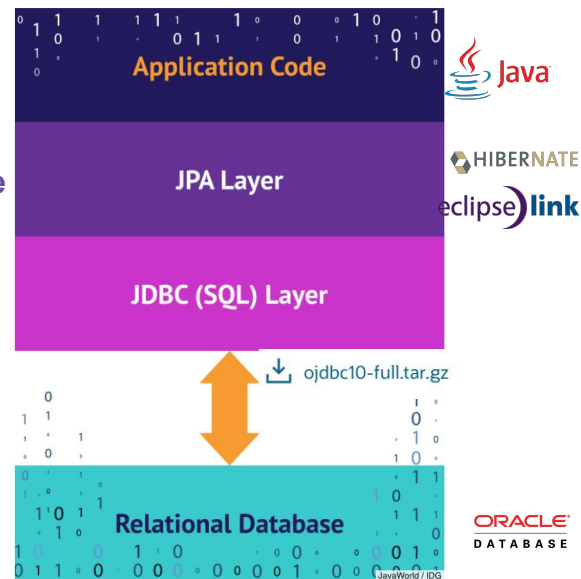 Application Code
Java
JPA Layer
HIBERNATE
eclipse link
JDBC (SQL) Layer
ojdbc10-full.tar.gz
Relational Database
ORACLE®
DATABASE
JavaWorld / IDG